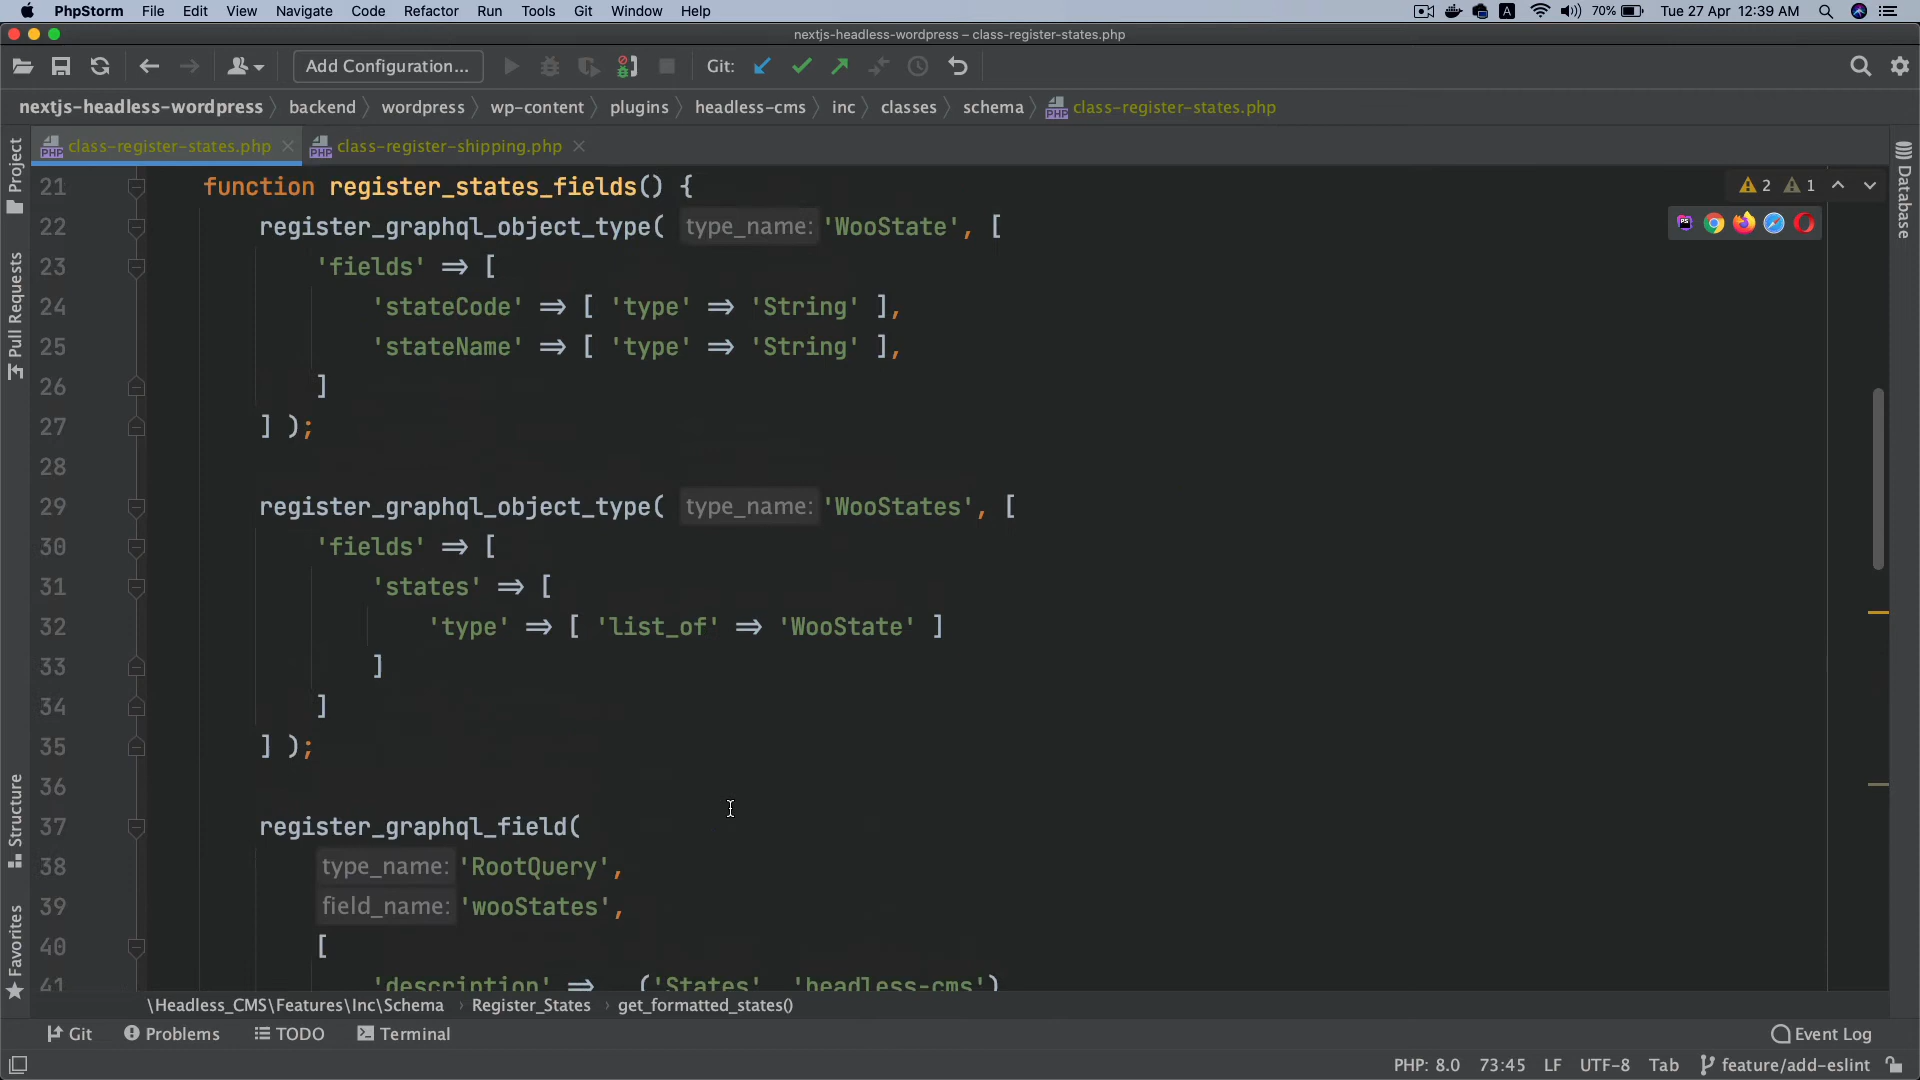 PhpStorm File Edit View Navigate Code Refactor Run Tools Git Window Help A 70% Tue 27 Apr 12:39 AM
nextjs-headless-wordpress – class-register-states.php
Add Configuration... Git:
nextjs-headless-wordpress backend wordpress wp-content plugins headless-cms inc classes schema class-register-states.php
class-register-states.php class-register-shipping.php
Project
Pull Requests
Structure
Favorites
Database
2 1
21 function register_states_fields() {
22 register_graphql_object_type( type_name: 'WooState', [
23 'fields' => [
24 'stateCode' => [ 'type' => 'String' ],
25 'stateName' => [ 'type' => 'String' ],
26 ]
27 ] );
28
29 register_graphql_object_type( type_name: 'WooStates', [
30 'fields' => [
31 'states' => [
32 'type' => [ 'list_of' => 'WooState' ]
33 ]
34 ]
35 ] );
36
37 register_graphql_field(
38 type_name: 'RootQuery',
39 field_name: 'wooStates',
40 [
41 'description' => __('States', 'headless-cms')
\Headless_CMS\Features\Inc\Schema › Register_States › get_formatted_states()
Git Problems TODO Terminal Event Log
PHP: 8.0 73:45 LF UTF-8 Tab feature/add-eslint